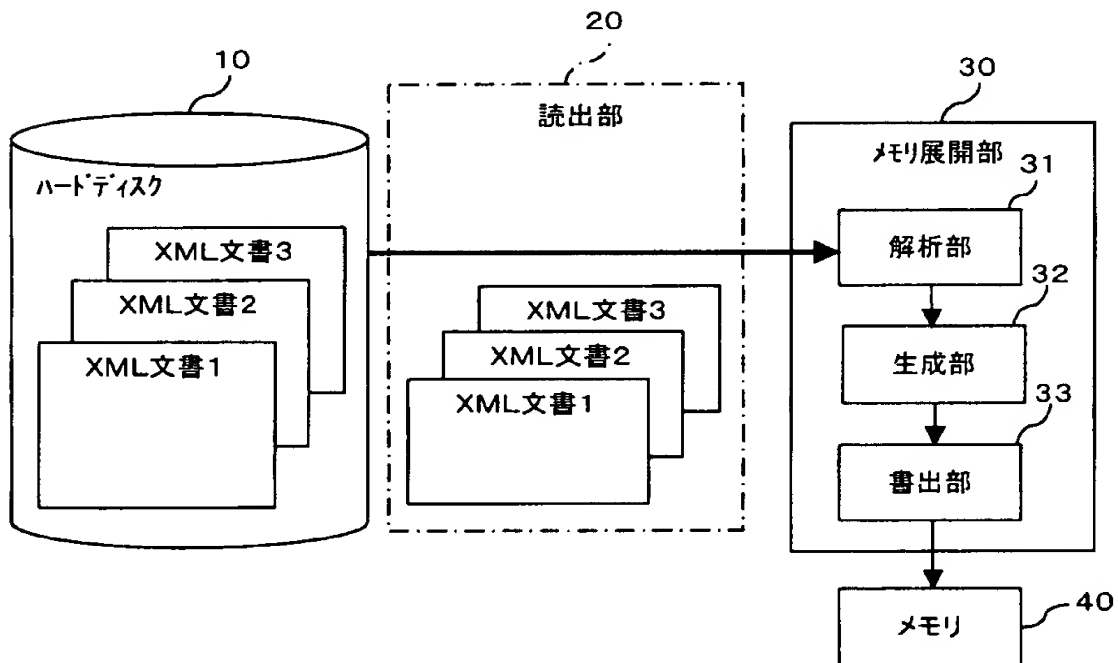 20
10
30
読出部
メモリ展開部
ハードディスク
31
XML文書3
解析部
XML文書2
32
XML文書3
XML文書1
XML文書2
生成部
XML文書1
33
書出部
メモリ
40